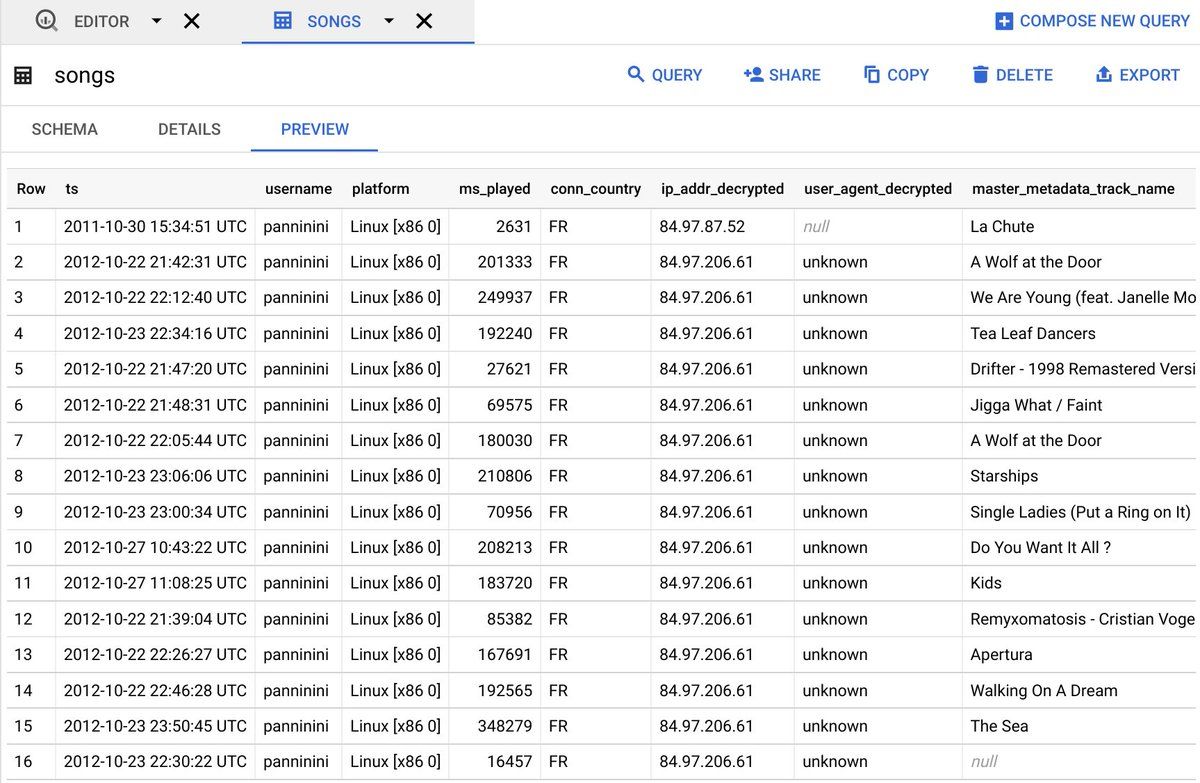 EDITOR SONGS COMPOSE NEW QUERY
songs QUERY SHARE COPY DELETE EXPORT
SCHEMA DETAILS PREVIEW
Row ts username platform ms_played conn_country ip_addr_decrypted user_agent_decrypted master_metadata_track_name
1 2011-10-30 15:34:51 UTC panninini Linux [x86 0] 2631 FR 84.97.87.52 null La Chute
2 2012-10-22 21:42:31 UTC panninini Linux [x86 0] 201333 FR 84.97.206.61 unknown A Wolf at the Door
3 2012-10-22 22:12:40 UTC panninini Linux [x86 0] 249937 FR 84.97.206.61 unknown We Are Young (feat. Janelle Mo
4 2012-10-23 22:34:16 UTC panninini Linux [x86 0] 192240 FR 84.97.206.61 unknown Tea Leaf Dancers
5 2012-10-22 21:47:20 UTC panninini Linux [x86 0] 27621 FR 84.97.206.61 unknown Drifter - 1998 Remastered Versi
6 2012-10-22 21:48:31 UTC panninini Linux [x86 0] 69575 FR 84.97.206.61 unknown Jigga What / Faint
7 2012-10-22 22:05:44 UTC panninini Linux [x86 0] 180030 FR 84.97.206.61 unknown A Wolf at the Door
8 2012-10-23 23:06:06 UTC panninini Linux [x86 0] 210806 FR 84.97.206.61 unknown Starships
9 2012-10-23 23:00:34 UTC panninini Linux [x86 0] 70956 FR 84.97.206.61 unknown Single Ladies (Put a Ring on It)
10 2012-10-27 10:43:22 UTC panninini Linux [x86 0] 208213 FR 84.97.206.61 unknown Do You Want It All ?
11 2012-10-27 11:08:25 UTC panninini Linux [x86 0] 183720 FR 84.97.206.61 unknown Kids
12 2012-10-22 21:39:04 UTC panninini Linux [x86 0] 85382 FR 84.97.206.61 unknown Remyxomatosis - Cristian Voge
13 2012-10-22 22:26:27 UTC panninini Linux [x86 0] 167691 FR 84.97.206.61 unknown Apertura
14 2012-10-22 22:46:28 UTC panninini Linux [x86 0] 192565 FR 84.97.206.61 unknown Walking On A Dream
15 2012-10-23 23:50:45 UTC panninini Linux [x86 0] 348279 FR 84.97.206.61 unknown The Sea
16 2012-10-23 22:30:22 UTC panninini Linux [x86 0] 16457 FR 84.97.206.61 unknown null